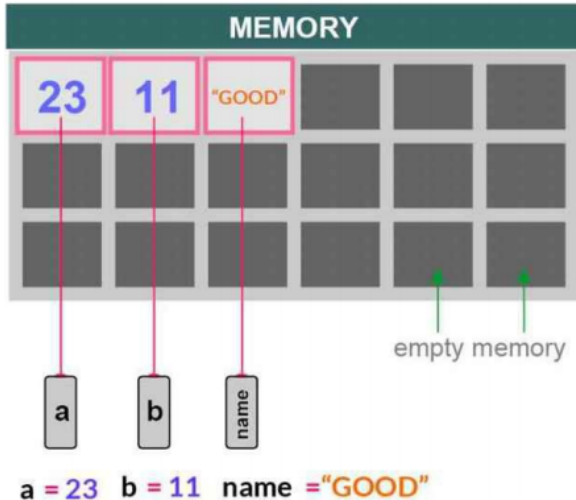 MEMORY
23 11 “GOOD”
empty memory
a b name
a = 23 b = 11 name =“GOOD”